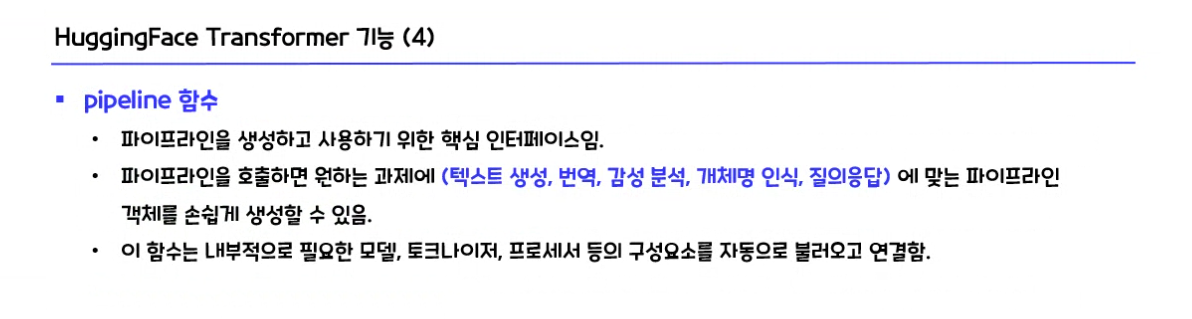 HuggingFace Transformer 기능 (4)
▪ pipeline 함수
• 파이프라인을 생성하고 사용하기 위한 핵심 인터페이스임.
• 파이프라인을 호출하면 원하는 과제에 (텍스트 생성, 번역, 감성 분석, 개체명 인식, 질의응답) 에 맞는 파이프라인
객체를 손쉽게 생성할 수 있음.
• 이 함수는 내부적으로 필요한 모델, 토크나이저, 프로세서 등의 구성요소를 자동으로 불러오고 연결함.